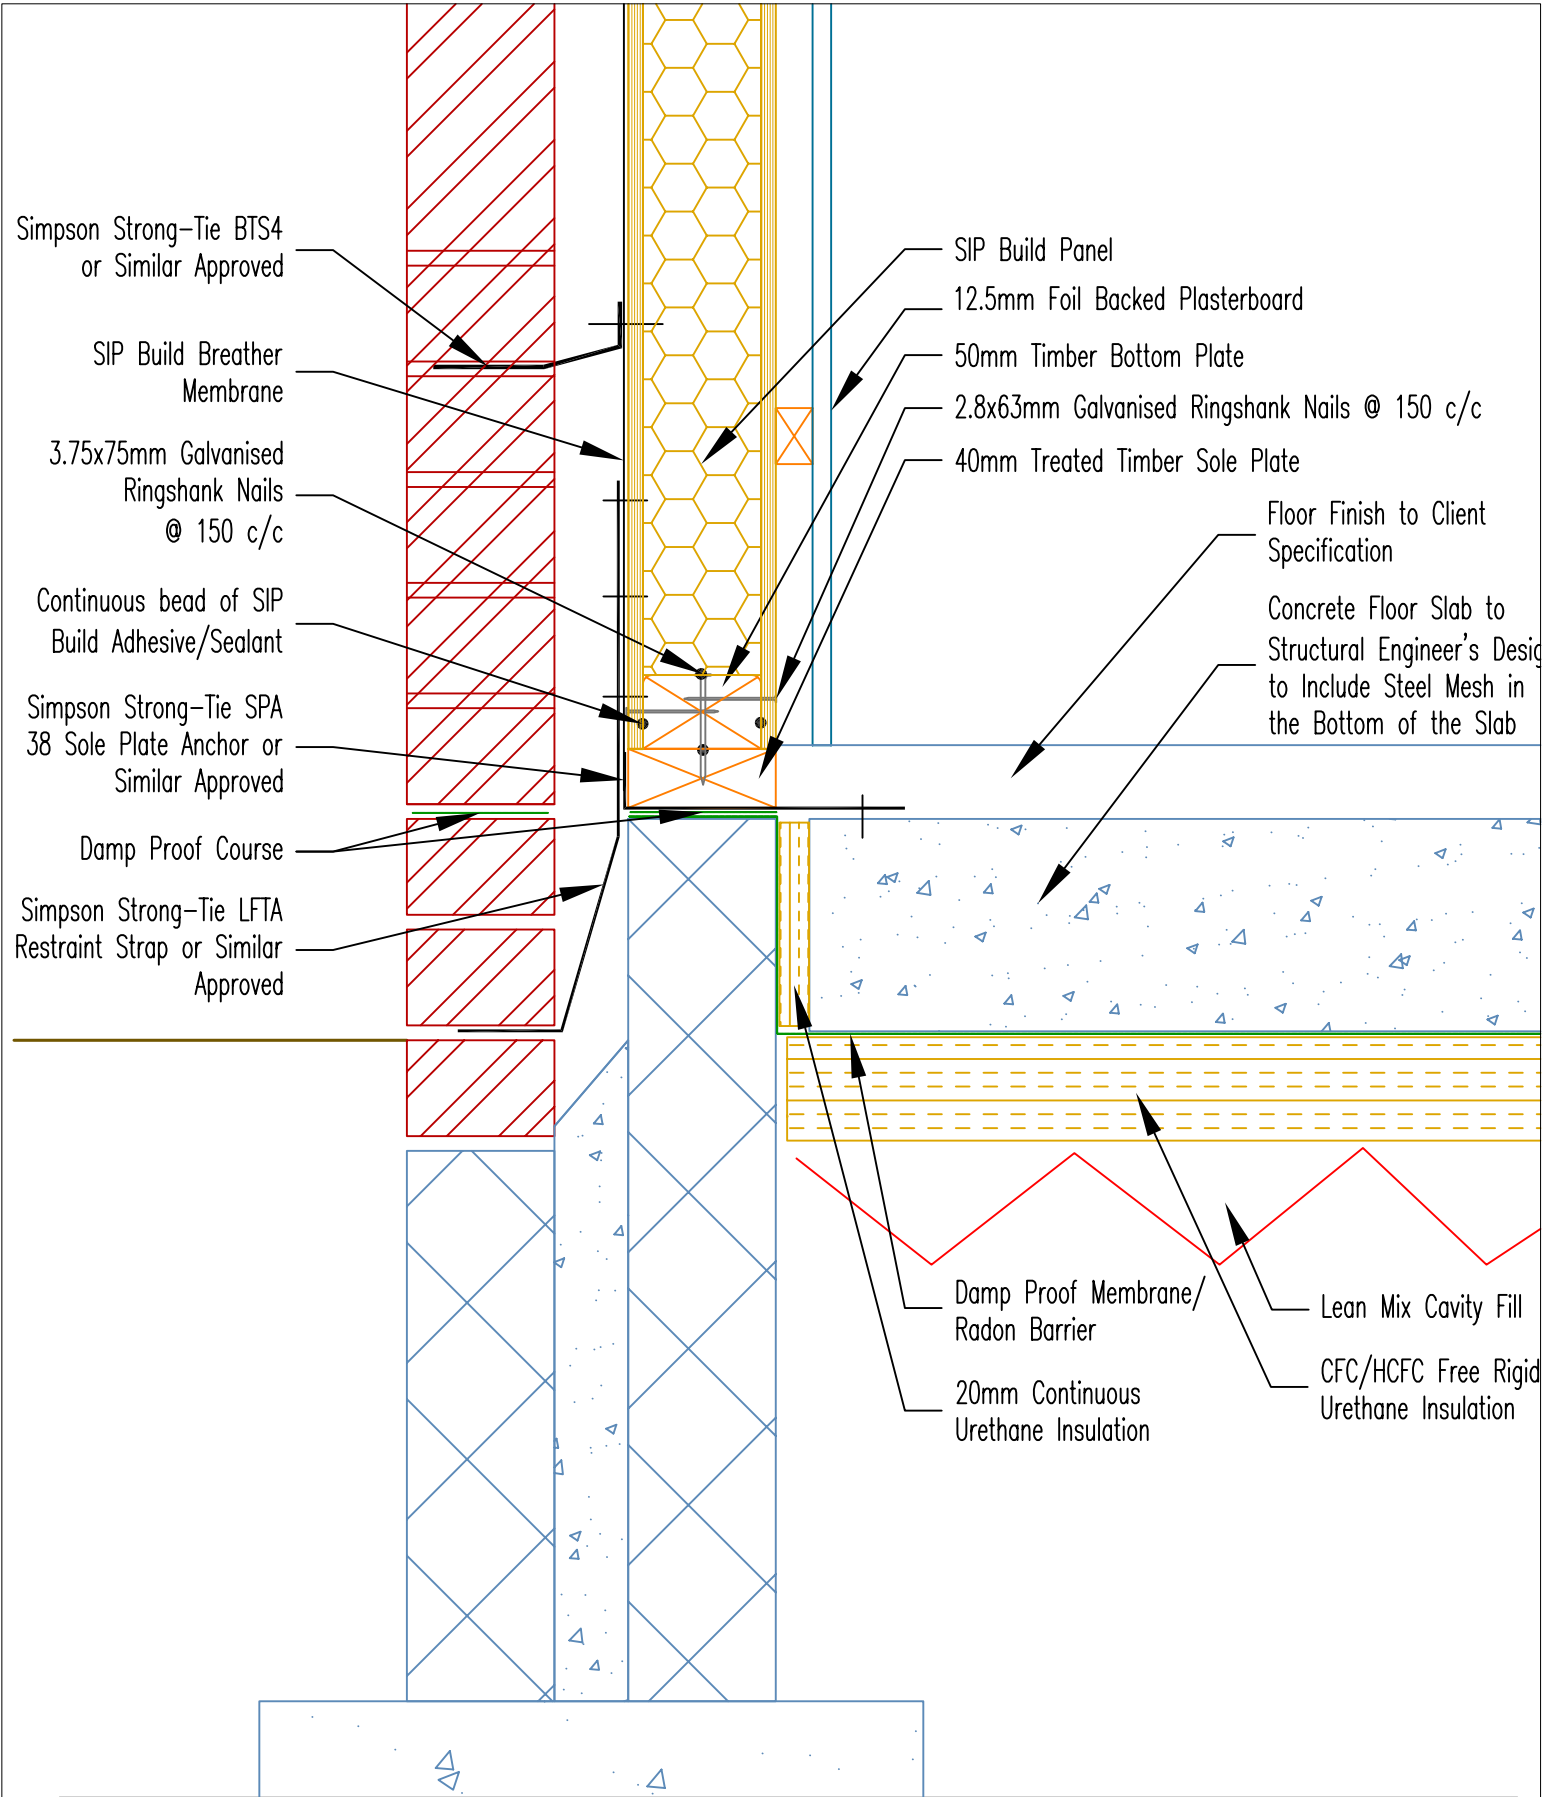 Simpson Strong-Tie BTS4
or Similar Approved
SIP Build Breather
Membrane
3.75x75mm Galvanised
Ringshank Nails
@ 150 c/c
Continuous bead of SIP
Build Adhesive/Sealant
Simpson Strong-Tie SPA
38 Sole Plate Anchor or
Similar Approved
Damp Proof Course
Simpson Strong-Tie LFTA
Restraint Strap or Similar
Approved
SIP Build Panel
12.5mm Foil Backed Plasterboard
50mm Timber Bottom Plate
2.8x63mm Galvanised Ringshank Nails @ 150 c/c
40mm Treated Timber Sole Plate
Floor Finish to Client
Specification
Concrete Floor Slab to
Structural Engineer's Desig
to Include Steel Mesh in
the Bottom of the Slab
Damp Proof Membrane/
Radon Barrier
20mm Continuous
Urethane Insulation
Lean Mix Cavity Fill
CFC/HCFC Free Rigid
Urethane Insulation